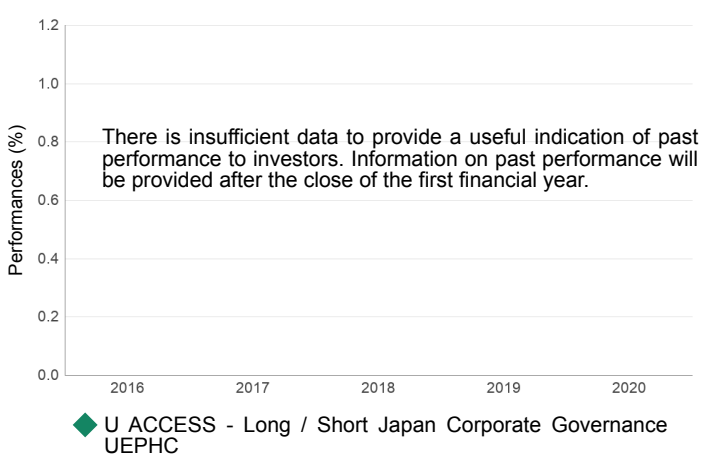 1.2
1.0
0.8
0.6
0.4
0.2
0.0
Performances (%)
There is insufficient data to provide a useful indication of past
performance to investors. Information on past performance will
be provided after the close of the first financial year.
2016 2017 2018 2019 2020
U ACCESS - Long / Short Japan Corporate Governance
UEPHC